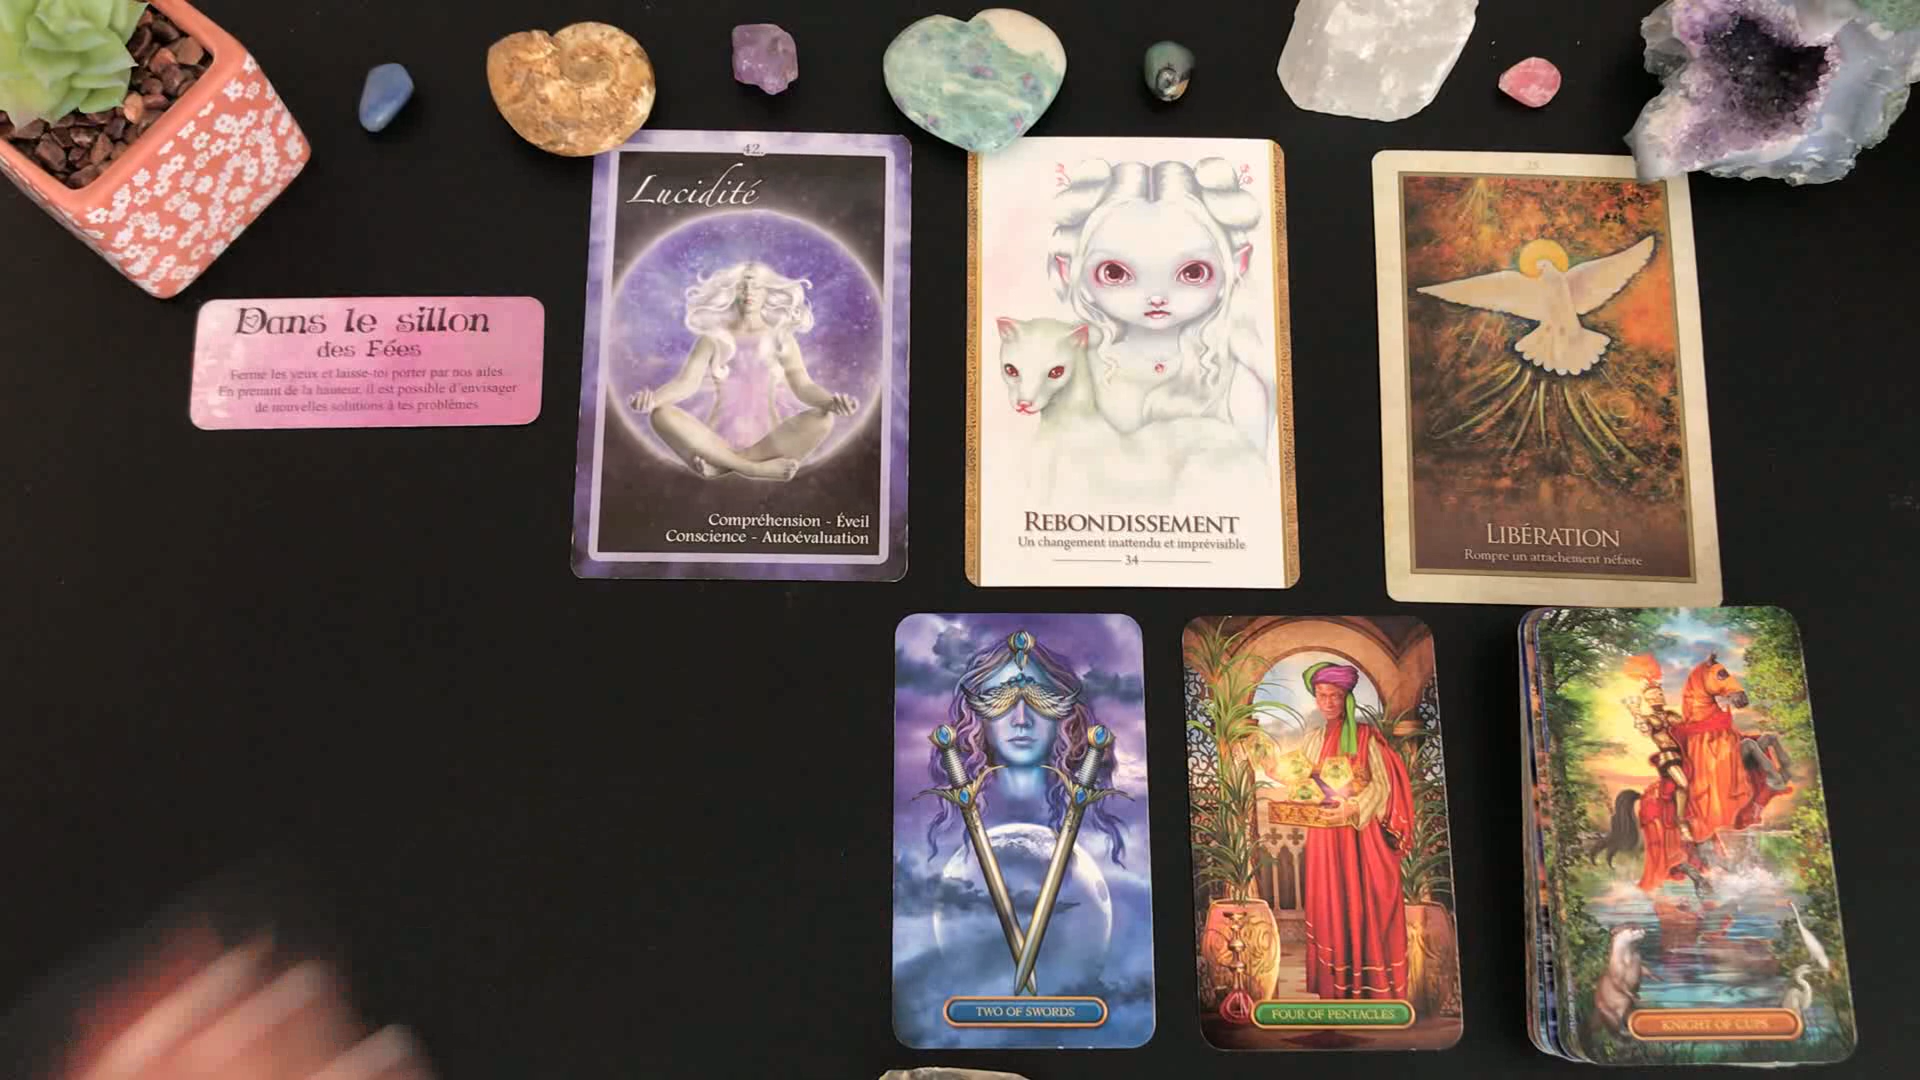 Dans le sillon
des Fées
Ferme les yeux et laisse-toi porter par nos ailes.
En prenant de la hauteur, il est possible d'envisager
de nouvelles solutions à tes problèmes
42.
Lucidité
Compréhension - Éveil
Conscience - Autoévaluation
REBONDISSEMENT
Un changement inattendu et imprévisible
34
LIBÉRATION
Rompre un attachement néfaste
TWO OF SWORDS
FOUR OF PENTACLES
KNIGHT OF CUPS